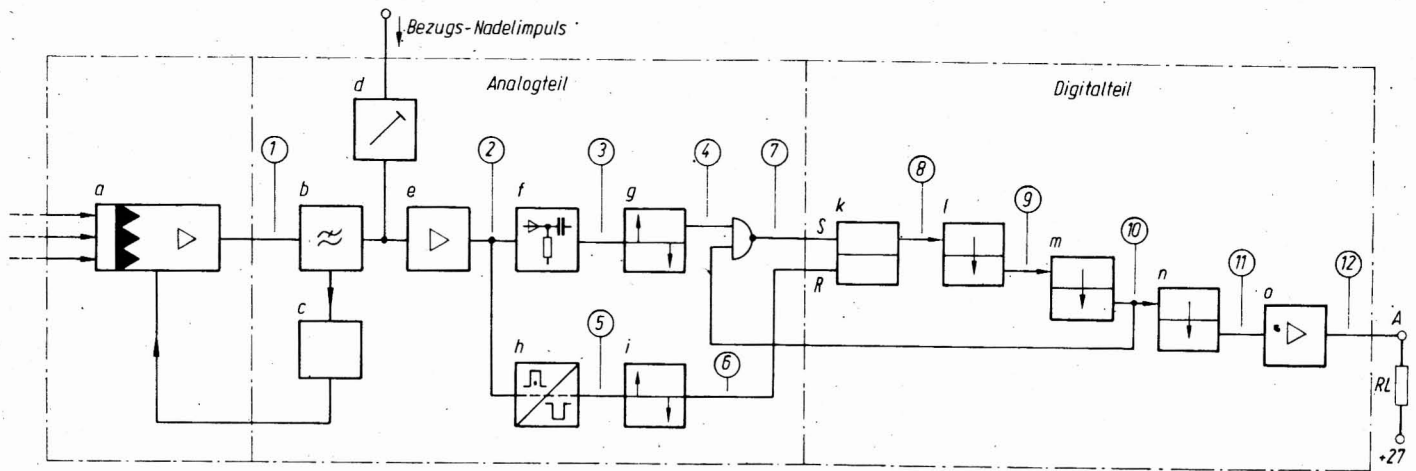 Bezugs-Nadelimpuls
Analogteil
Digitalteil
d
1
2
3
4
7
a
b
e
f
g
k
8
l
9
S
m
10
R
n
11
o
12
c
A
h
5
i
6
RL
+27